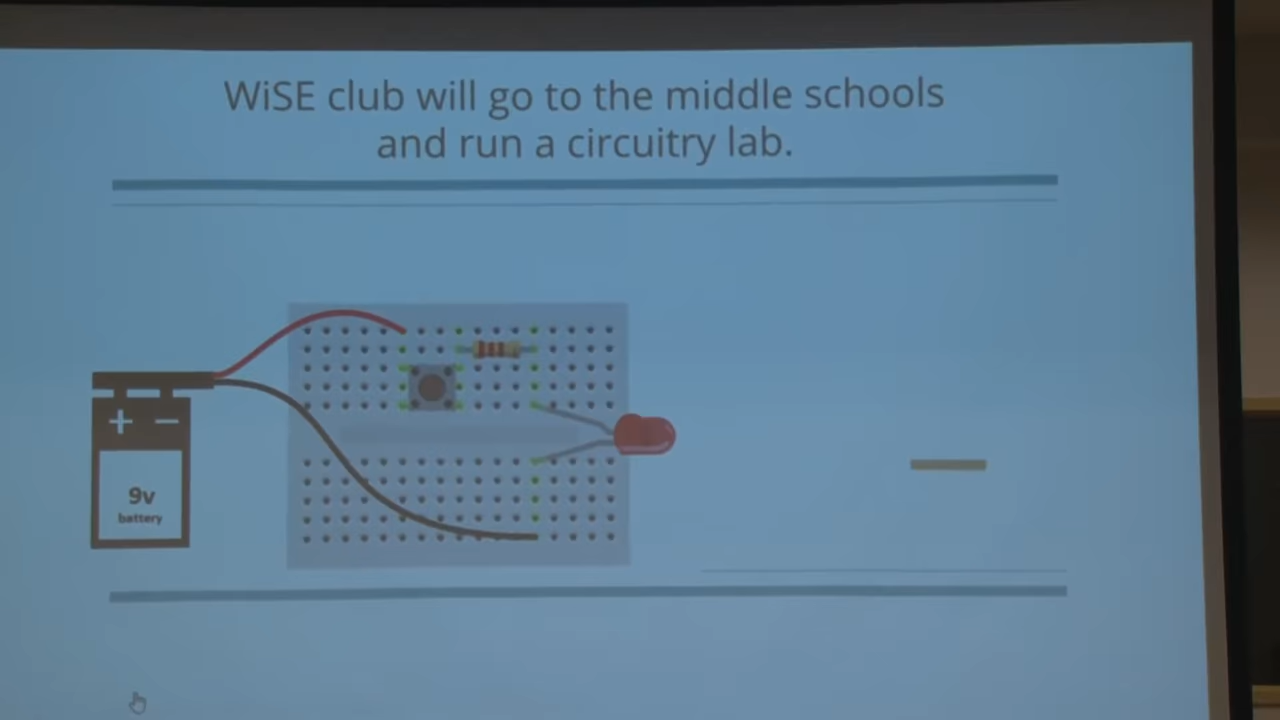 WiSE club will go to the middle schools
and run a circuitry lab.
+ −
9v
battery